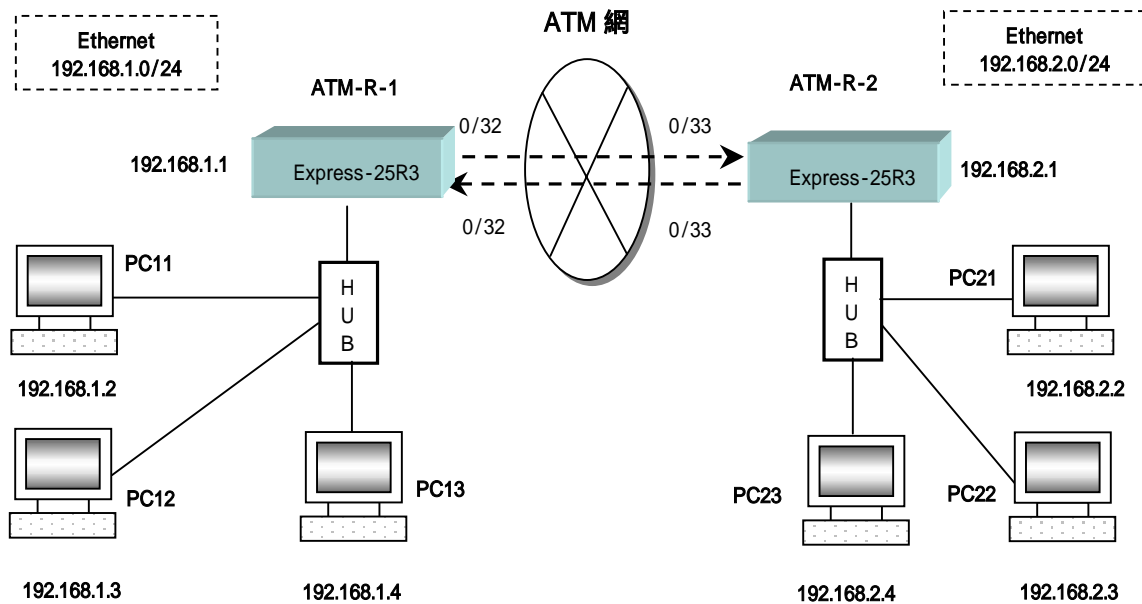 ATM 網
Ethernet
192.168.1.0/24
Ethernet
192.168.2.0/24
ATM-R-1
ATM-R-2
0/32
0/33
192.168.1.1
Express-25R3
Express-25R3
192.168.2.1
0/32
0/33
PC11
HUB
HUB
PC21
192.168.1.2
192.168.2.2
PC12
PC13
PC23
PC22
192.168.1.3
192.168.1.4
192.168.2.4
192.168.2.3